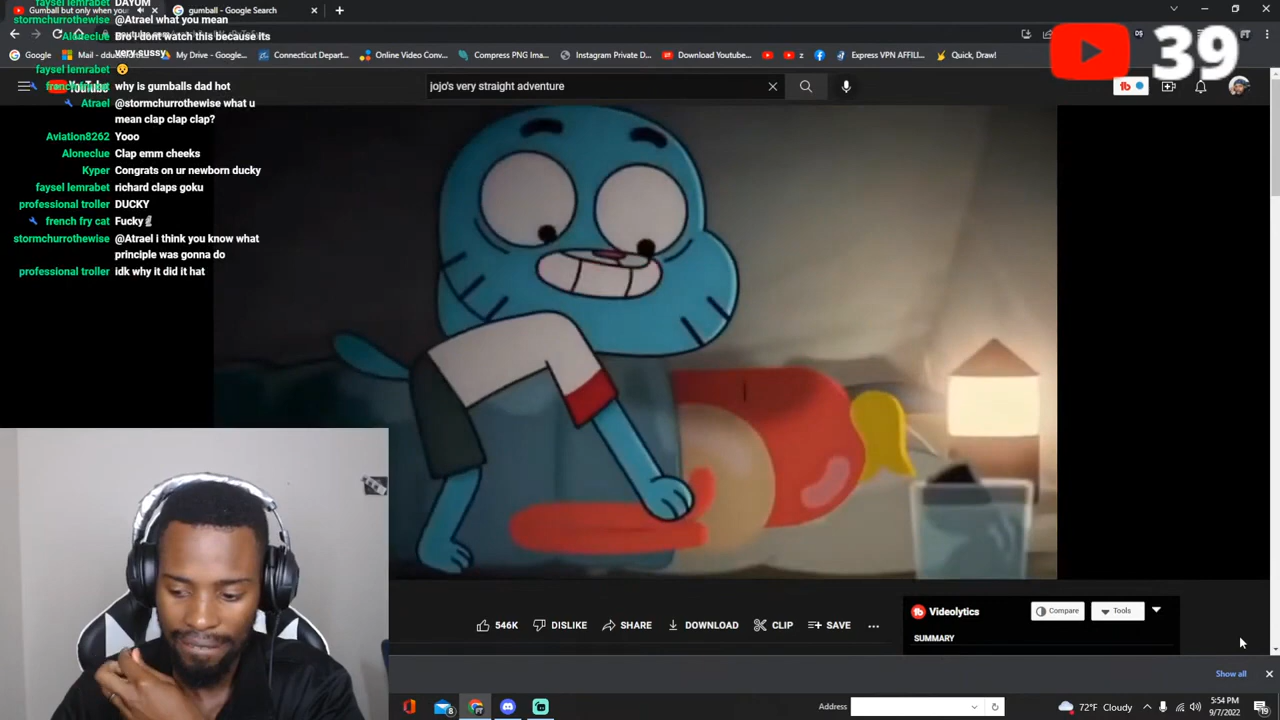 Gumball but only when you
gumball - Google Search
DAYUM
stormchurrothewise @Atrael what you mean
Aloneclue Bro i dont watch this because its
very sussy
faysel lemrabet 😮
why is gumballs dad hot
Atrael @stormchurrothewise what u
mean clap clap clap?
Aviation8262 Yooo
Aloneclue Clap emm cheeks
Kyper Congrats on ur newborn ducky
faysel lemrabet richard claps goku
professional troller DUCKY
french fry cat Fucky
stormchurrothewise @Atrael i think you know what
principle was gonna do
professional troller idk why it did it hat
Google
Mail - ddu
My Drive - Google...
Connecticut Depart...
Online Video Conv...
Compress PNG Ima...
Instagram Private D...
Download Youtube...
z
Facebook
Express VPN AFFILI...
Quick, Draw!
39
jojo's very straight adventure
546K
DISLIKE
SHARE
DOWNLOAD
CLIP
SAVE
Videolytics
Compare
Tools
SUMMARY
Show all
Address
72°F Cloudy
5:54 PM
9/7/2022